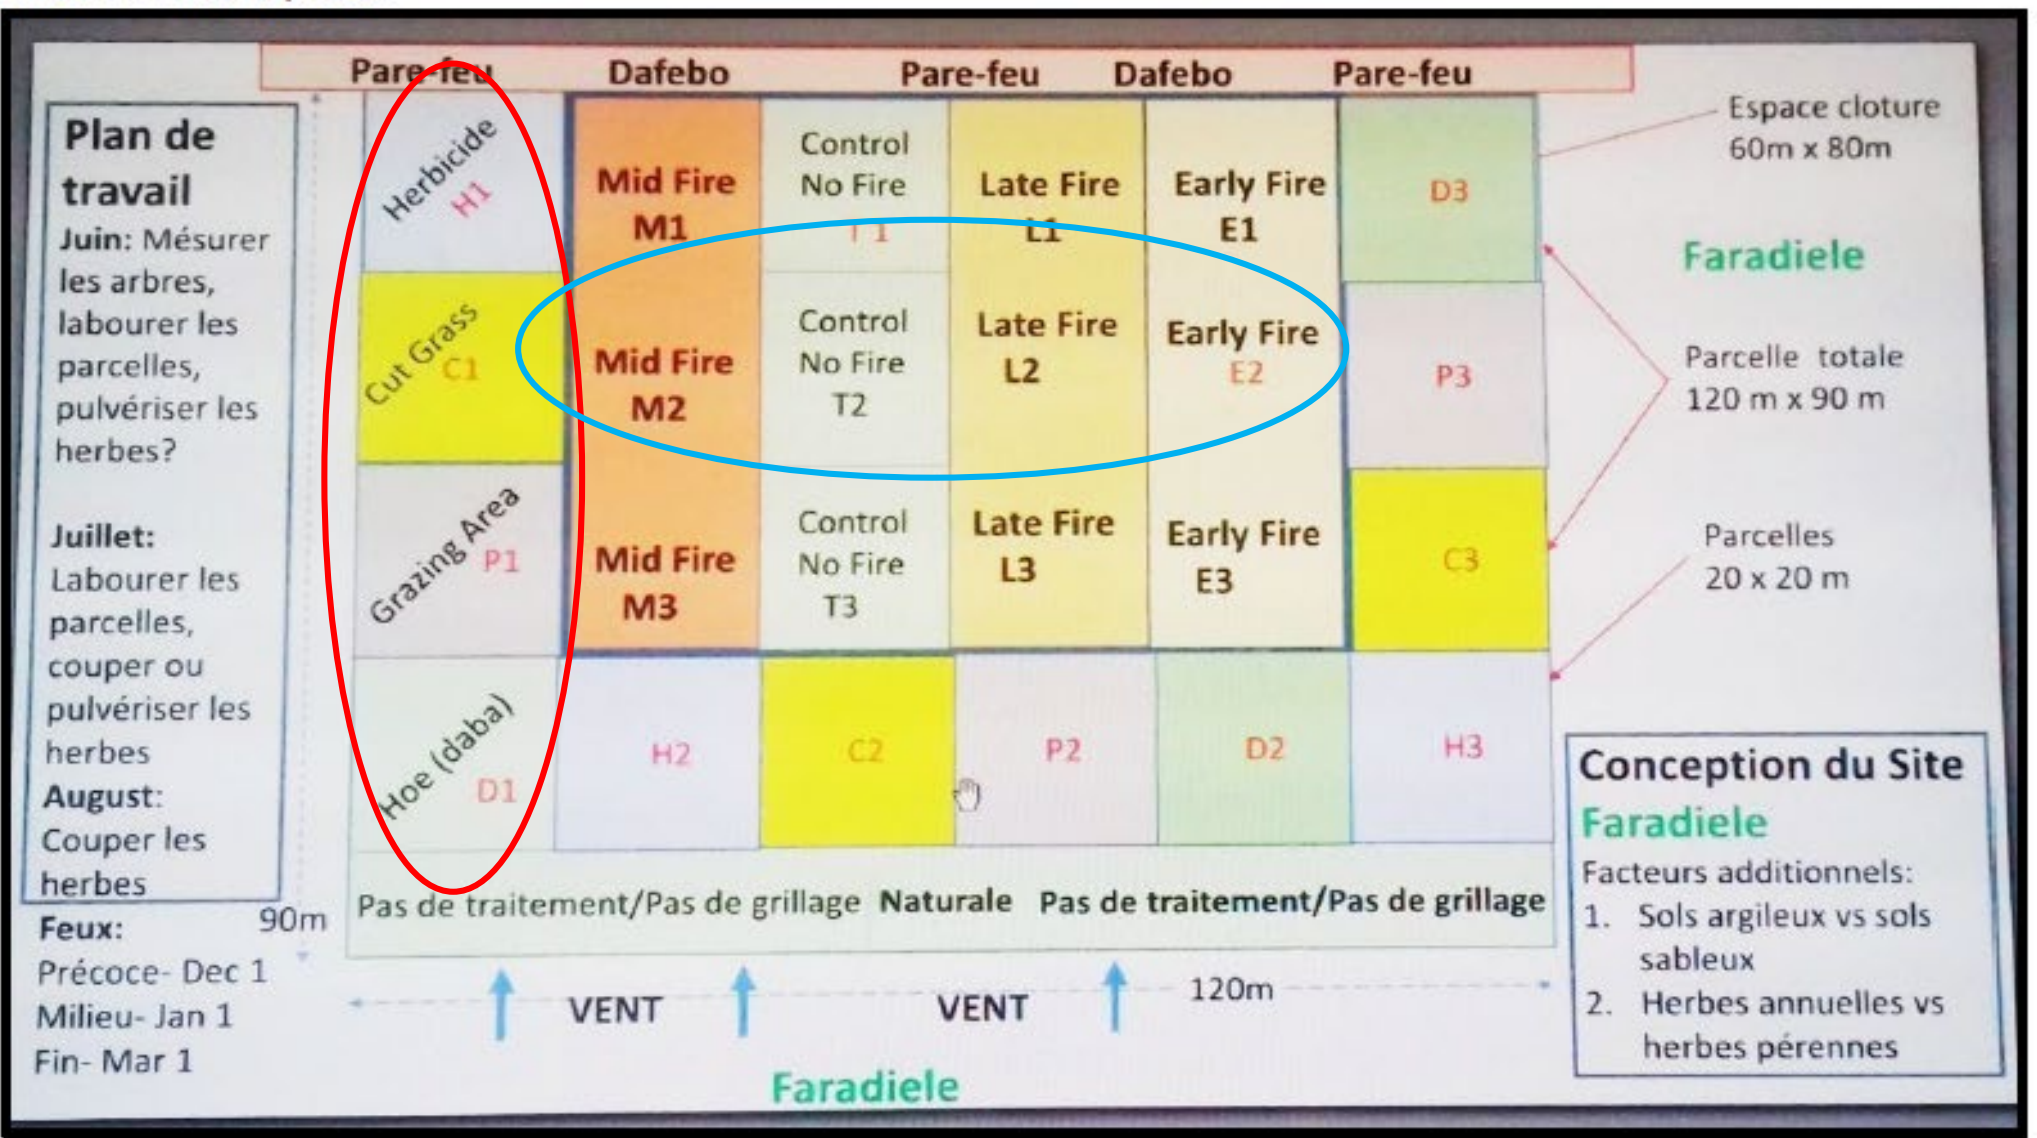 Pare-feu Dafebo Pare-feu Dafebo Pare-feu
Plan de
travail
Juin: Mésurer
les arbres,
labourer les
parcelles,
pulvériser les
herbes?
Juillet:
Labourer les
parcelles,
couper ou
pulvériser les
herbes
August:
Couper les
herbes
Feux:
Précoce- Dec 1
Milieu- Jan 1
Fin- Mar 1
Herbicide
H1
Mid Fire
M1
Control
No Fire
T1
Late Fire
L1
Early Fire
E1
D3
Cut Grass
C1
Mid Fire
M2
Control
No Fire
T2
Late Fire
L2
Early Fire
E2
P3
Grazing Area
P1
Mid Fire
M3
Control
No Fire
T3
Late Fire
L3
Early Fire
E3
C3
Hoe (daba)
D1
H2
C2
P2
D2
H3
Pas de traitement/Pas de grillage Naturale Pas de traitement/Pas de grillage
90m
VENT
VENT
120m
Faradiele
Espace cloture
60m x 80m
Faradiele
Parcelle totale
120 m x 90 m
Parcelles
20 x 20 m
Conception du Site
Faradiele
Facteurs additionnels:
1. Sols argileux vs sols
sableux
2. Herbes annuelles vs
herbes pérennes